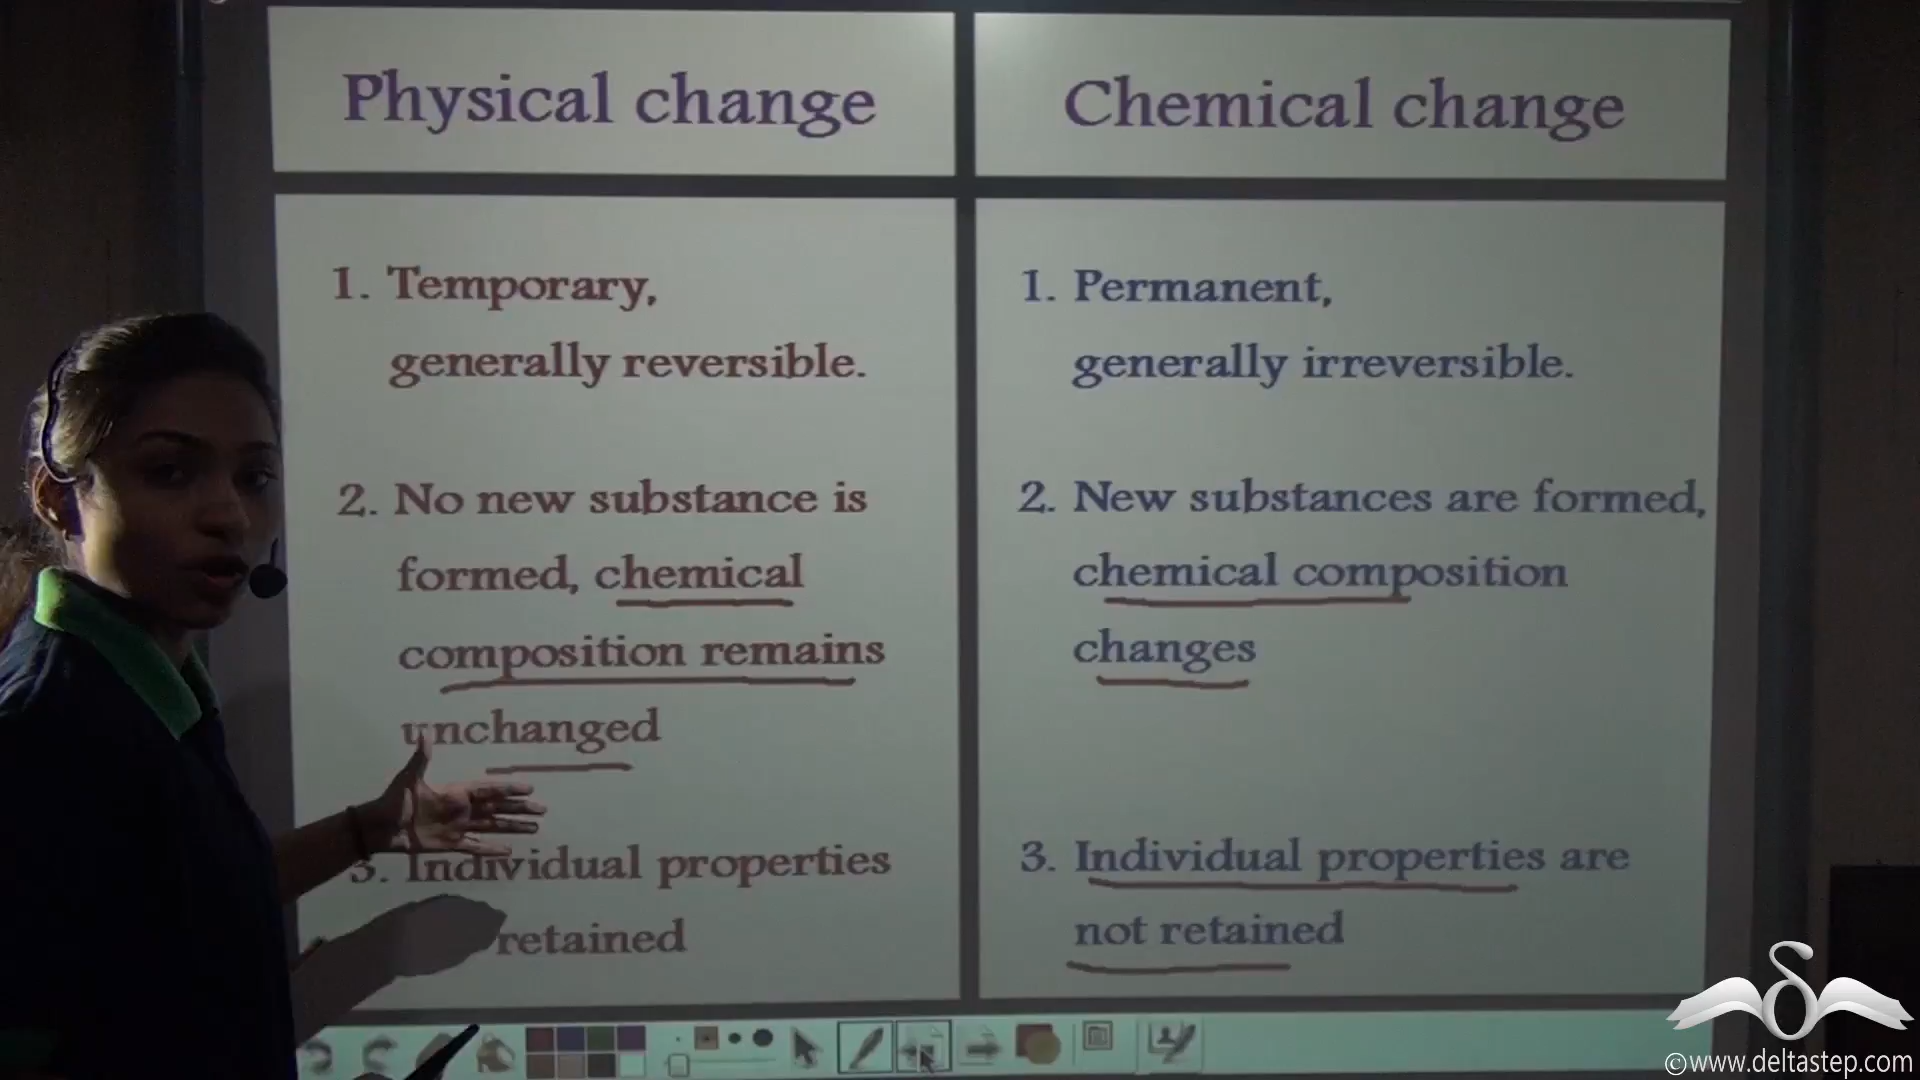 Physical change
Chemical change
1. Temporary,
generally reversible.
2. No new substance is
formed, chemical
composition remains
unchanged
3. Individual properties
retained
1. Permanent,
generally irreversible.
2. New substances are formed,
chemical composition
changes
3. Individual properties are
not retained
©www.deltastep.com